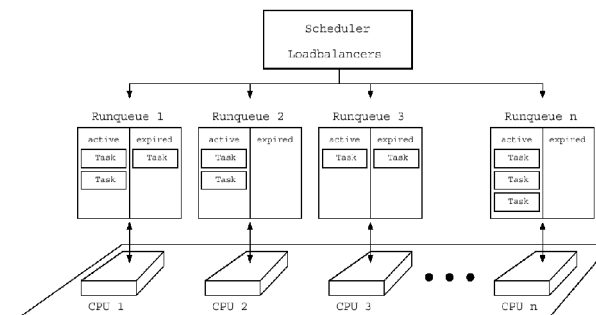 Scheduler
Loadbalancers
Runqueue 1
Runqueue 2
Runqueue 3
Runqueue n
active expired
active expired
active expired
active expired
Task Task
Task
Task Task
Task
Task
Task
Task
Task
CPU 1
CPU 2
CPU 3
CPU n